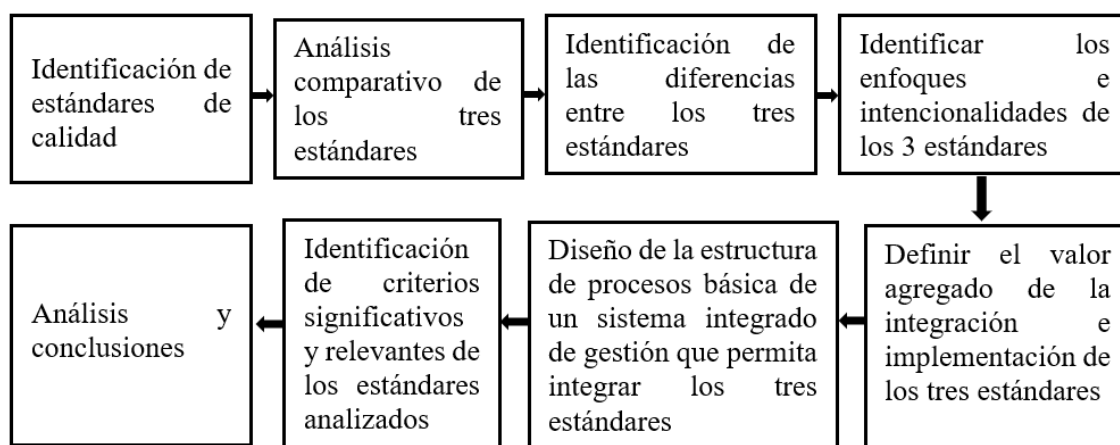 Identificación de
estándares de
calidad
Análisis
comparativo de
los tres
estándares
Identificación de
las diferencias
entre los tres
estándares
Identificar los
enfoques e
intencionalidades de
los 3 estándares
Definir el valor
agregado de la
integración e
implementación de
los tres estándares
Diseño de la estructura
de procesos básica de
un sistema integrado
de gestión que permita
integrar los tres
estándares
Identificación
de criterios
significativos
y relevantes de
los estándares
analizados
Análisis y
conclusiones